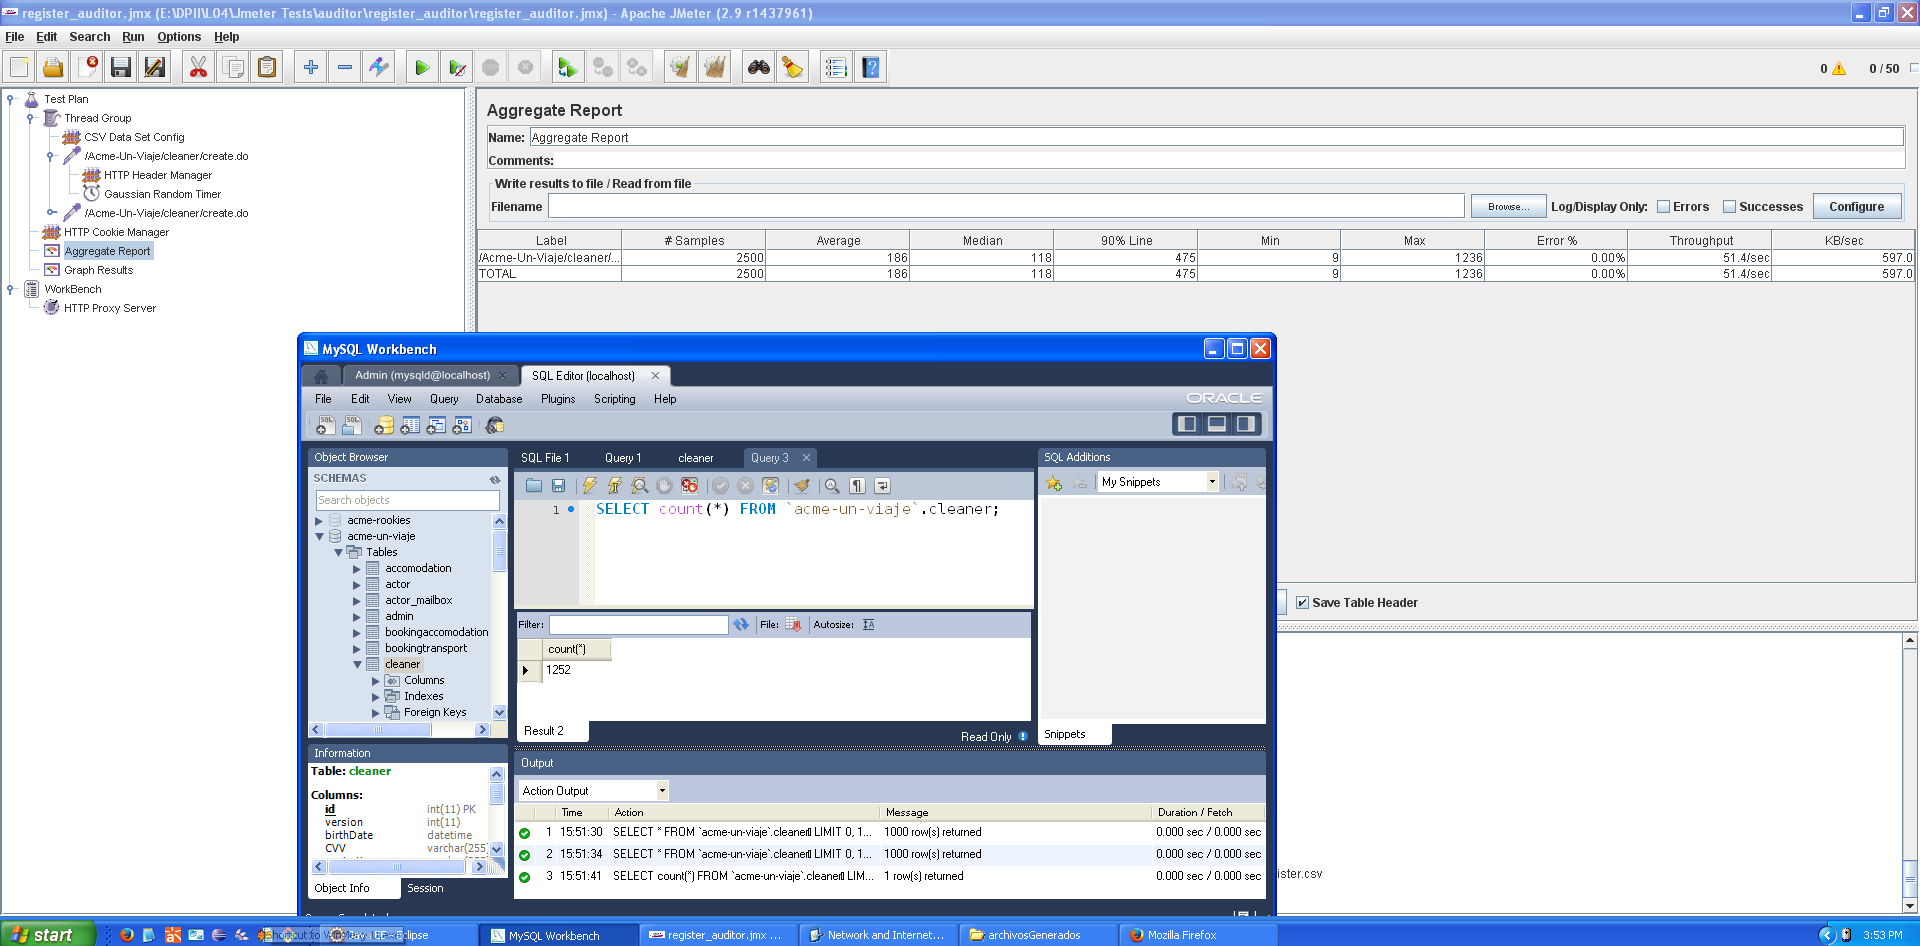 register_auditor.jmx (E:\DPII\L04\Jmeter Tests\auditor\register_auditor\register_auditor.jmx) - Apache JMeter (2.9 r1437961)
File Edit Search Run Options Help
0 0 / 50
Test Plan
Thread Group
CSV Data Set Config
/Acme-Un-Viaje/cleaner/create.do
HTTP Header Manager
Gaussian Random Timer
/Acme-Un-Viaje/cleaner/create.do
HTTP Cookie Manager
Aggregate Report
Graph Results
WorkBench
HTTP Proxy Server
Aggregate Report
Name: Aggregate Report
Comments:
Write results to file / Read from file
Filename Browse... Log/Display Only: Errors Successes Configure
Label # Samples Average Median 90% Line Min Max Error % Throughput KB/sec
/Acme-Un-Viaje/cleaner/... 2500 186 118 475 9 1236 0.00% 51.4/sec 597.0
TOTAL 2500 186 118 475 9 1236 0.00% 51.4/sec 597.0
Save Table Header
ister.csv
MySQL Workbench
Admin (mysqld@localhost) SQL Editor (localhost)
File Edit View Query Database Plugins Scripting Help
ORACLE
Object Browser
SCHEMAS
Search objects
acme-rookies
acme-un-viaje
Tables
accomodation
actor
actor_mailbox
admin
bookingaccomodation
bookingtransport
cleaner
Columns
Indexes
Foreign Keys
Information
Table: cleaner
Columns:
id int(11) PK
version int(11)
birthDate datetime
CVV varchar(255)
Object Info Session
SQL File 1 Query 1 cleaner Query 3
1 SELECT count(*) FROM `acme-un-viaje`.cleaner;
Filter: File: Autosize:
count(*)
1252
Result 2
Read Only
SQL Additions
My Snippets
Snippets
Output
Action Output
Time Action Message Duration / Fetch
1 15:51:30 SELECT * FROM `acme-un-viaje`.cleaner LIMIT 0, 1... 1000 row(s) returned 0.000 sec / 0.000 sec
2 15:51:34 SELECT * FROM `acme-un-viaje`.cleaner LIMIT 0, 1... 1000 row(s) returned 0.000 sec / 0.000 sec
3 15:51:41 SELECT count(*) FROM `acme-un-viaje`.cleaner LIM... 1 row(s) returned 0.000 sec / 0.000 sec
start
MySQL Workbench
register_auditor.jmx ...
Network and Internet...
archivosGenerados
Mozilla Firefox
3:53 PM